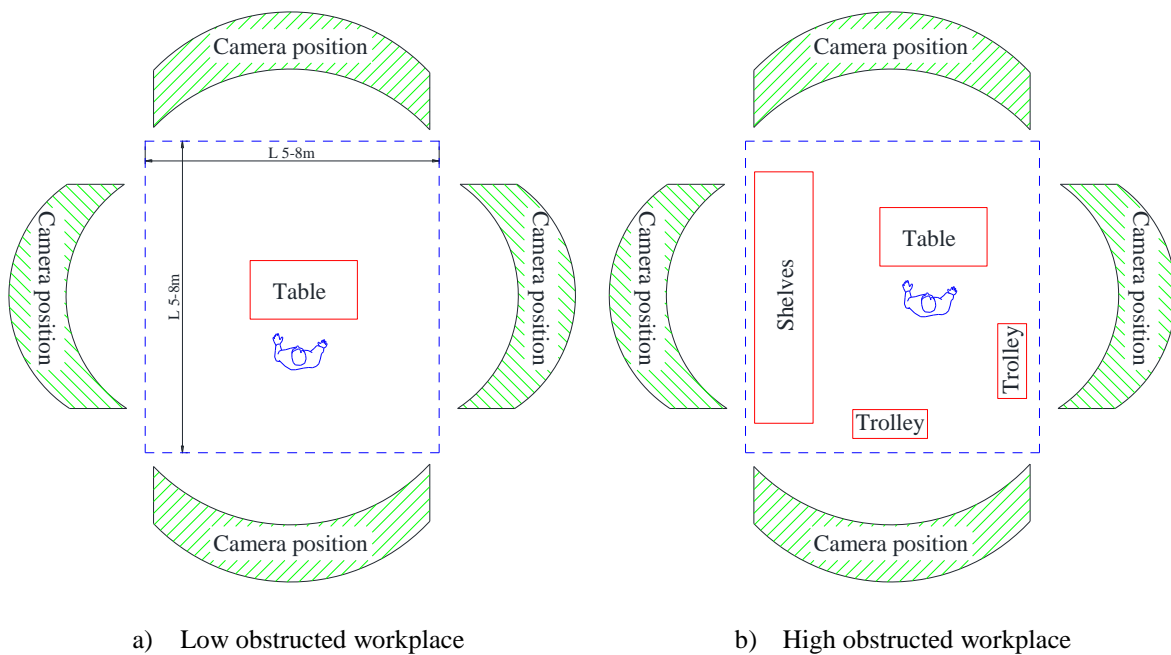 Camera position
Camera position
L 5-8m
L 5-8m
Camera position
Camera position
Camera position
Camera position
Table
Table
Shelves
Trolley
Trolley
Camera position
Camera position
a) Low obstructed workplace
b) High obstructed workplace